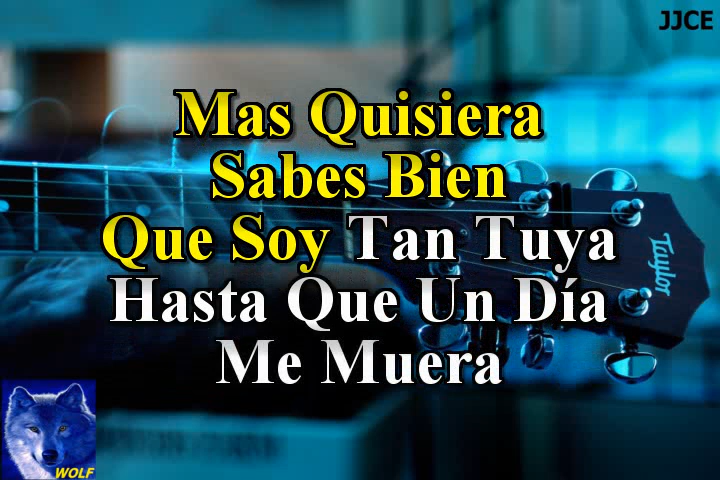 JJCE
Mas Quisiera
Sabes Bien
Que Soy Tan Tuya
Hasta Que Un Día
Me Muera
Taylor
WOLF